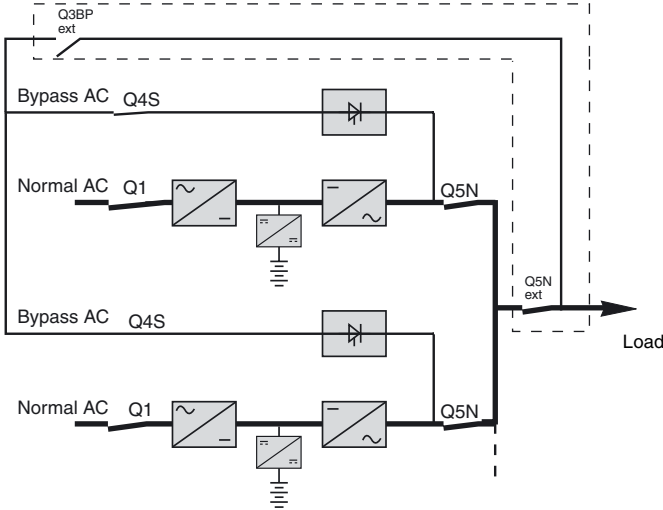 Q3BP
ext
Bypass AC Q4S
Normal AC Q1
Q5N
Q5N
ext
Load
Bypass AC Q4S
Normal AC Q1
Q5N